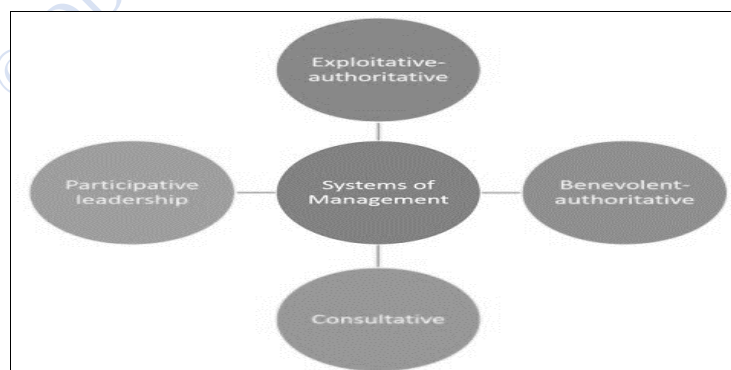 Exploitative-
authoritative
Participative
leadership
Systems of
Management
Benevolent-
authoritative
Consultative